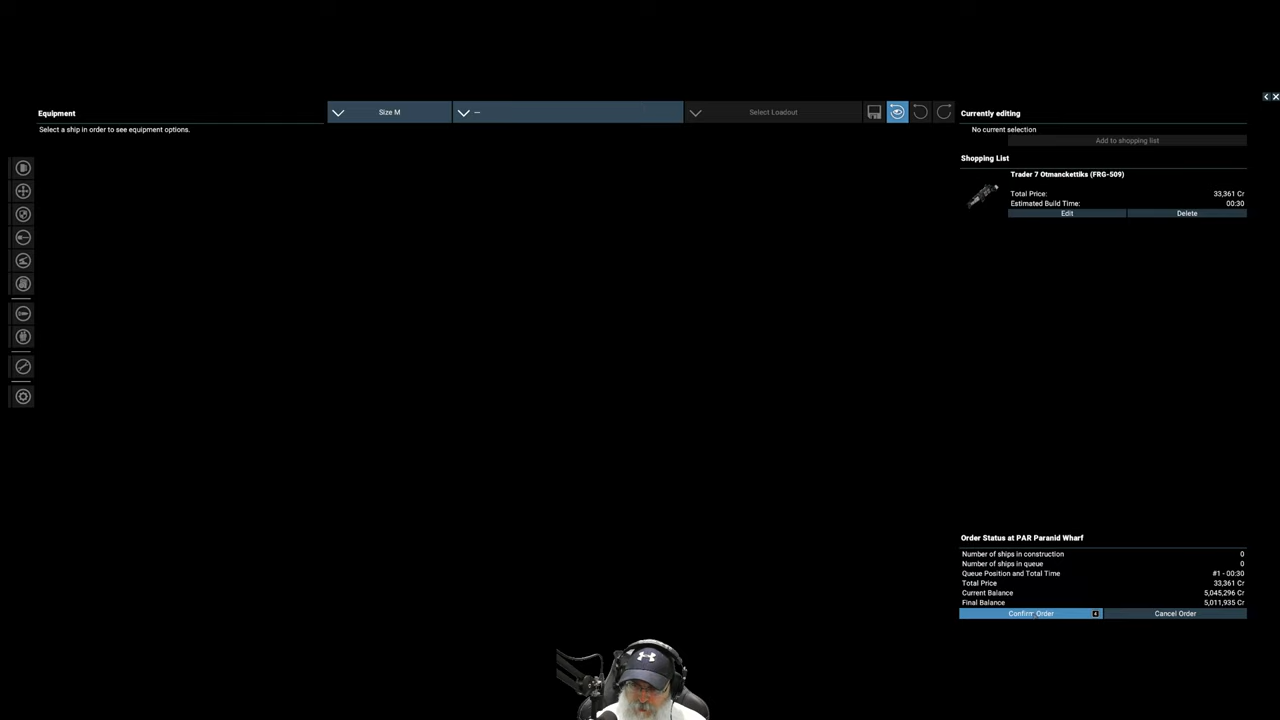 Equipment
Select a ship in order to see equipment options.
Size M
--
Select Loadout
Currently editing
No current selection
Add to shopping list
Shopping List
Trader 7 Otmanckettiks (FRG-509)
Total Price: 33,361 Cr
Estimated Build Time: 00:30
Edit Delete
Order Status at PAR Paranid Wharf
Number of ships in construction 0
Number of ships in queue 0
Queue Position and Total Time #1 - 00:30
Total Price 33,361 Cr
Current Balance 5,045,296 Cr
Final Balance 5,011,935 Cr
Confirm Order Cancel Order